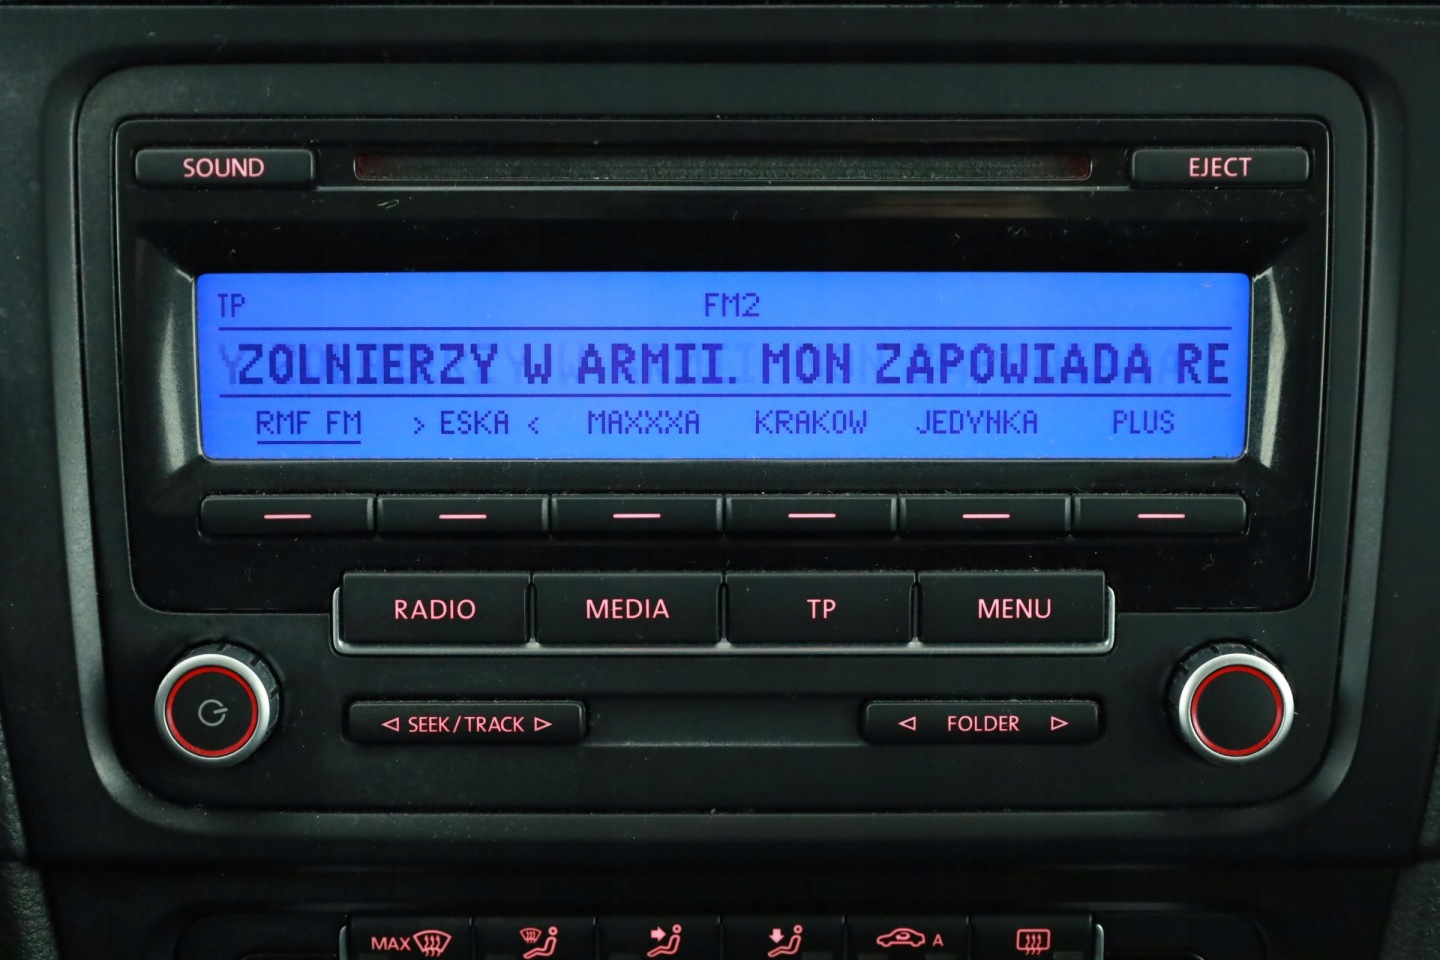 SOUND EJECT
TP FM2
ZOLNIERZY W ARMII. MON ZAPOWIADA RE
RMF FM > ESKA < MAXXXA KRAKOW JEDYNKA PLUS
RADIO MEDIA TP MENU
SEEK/TRACK FOLDER
MAX A